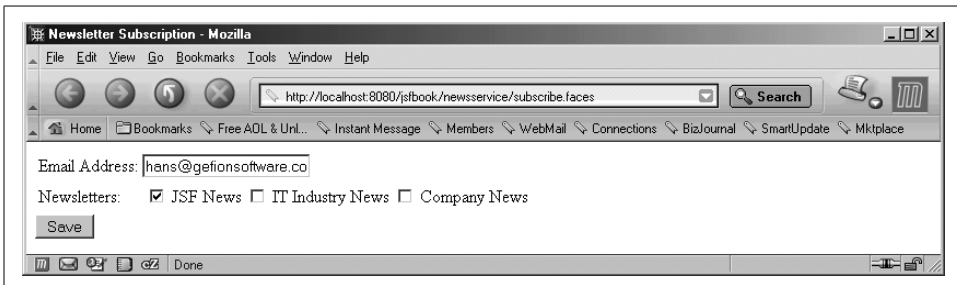 Newsletter Subscription - Mozilla
File Edit View Go Bookmarks Tools Window Help
http://localhost:8080/jsfbook/newsservice/subscribe.faces Search
Home Bookmarks Free AOL & Unl... Instant Message Members WebMail Connections BizJournal SmartUpdate Mktplace
Email Address: hans@gefionsoftware.co
Newsletters: JSF News IT Industry News Company News
Save
Done